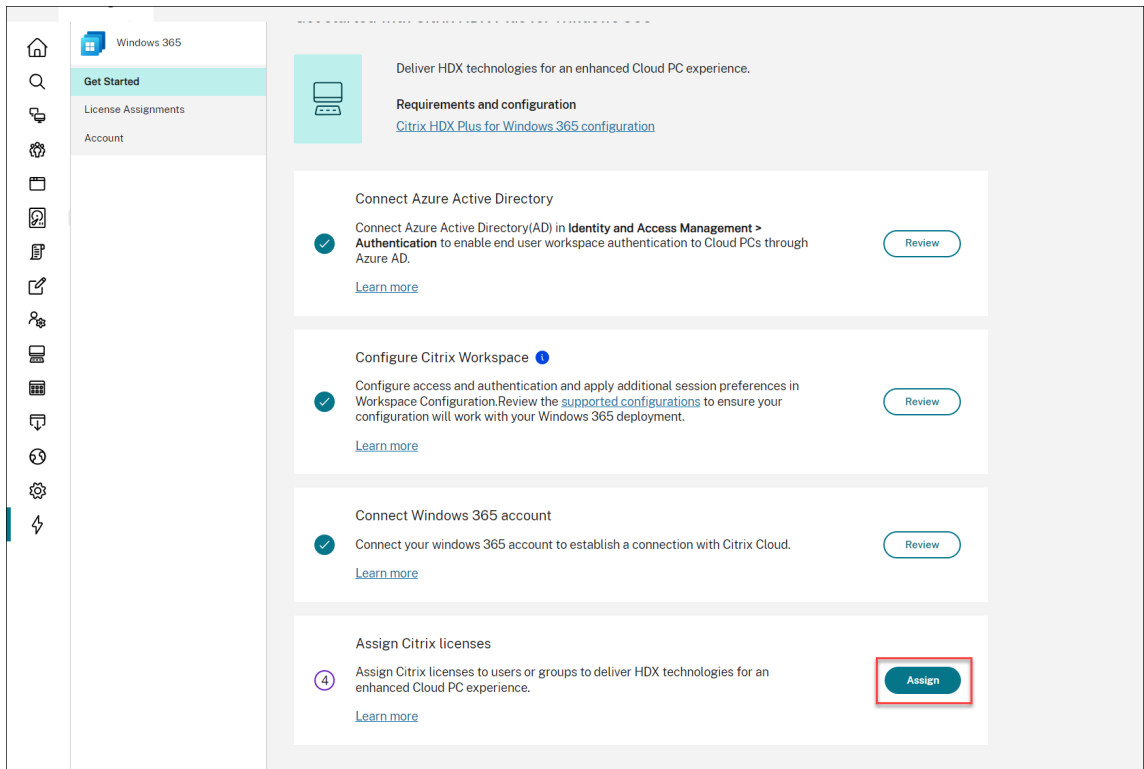 Windows 365
Get Started
License Assignments
Account
Deliver HDX technologies for an enhanced Cloud PC experience.
Requirements and configuration
Citrix HDX Plus for Windows 365 configuration
Connect Azure Active Directory
Connect Azure Active Directory(AD) in Identity and Access Management >
Authentication to enable end user workspace authentication to Cloud PCs through
Azure AD.
Learn more
Review
Configure Citrix Workspace
Configure access and authentication and apply additional session preferences in
Workspace Configuration.Review the supported configurations to ensure your
configuration will work with your Windows 365 deployment.
Learn more
Review
Connect Windows 365 account
Connect your windows 365 account to establish a connection with Citrix Cloud.
Learn more
Review
Assign Citrix licenses
4
Assign Citrix licenses to users or groups to deliver HDX technologies for an
enhanced Cloud PC experience.
Learn more
Assign